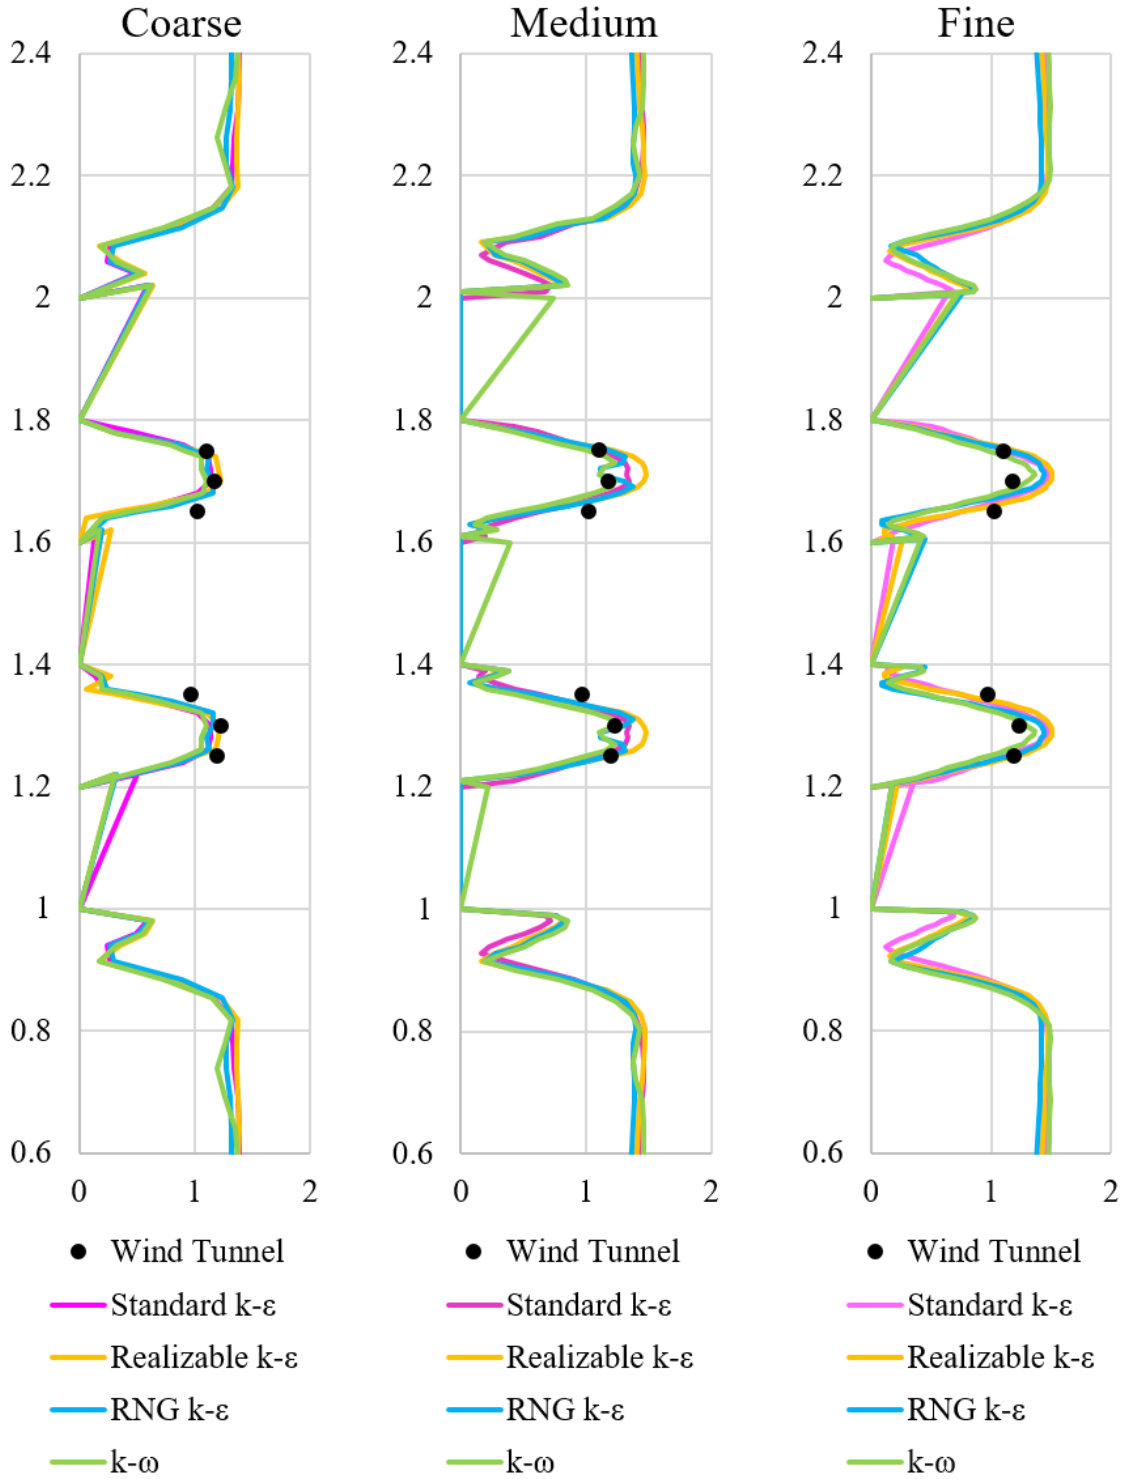 Coarse Medium Fine
2.4 2.4 2.4
2.2 2.2 2.2
2 2 2
1.8 1.8 1.8
1.6 1.6 1.6
1.4 1.4 1.4
1.2 1.2 1.2
1 1 1
0.8 0.8 0.8
0.6 0.6 0.6
0 1 2 0 1 2 0 1 2
Wind Tunnel Wind Tunnel Wind Tunnel
Standard k-ε Standard k-ε Standard k-ε
Realizable k-ε Realizable k-ε Realizable k-ε
RNG k-ε RNG k-ε RNG k-ε
k-ω k-ω k-ω